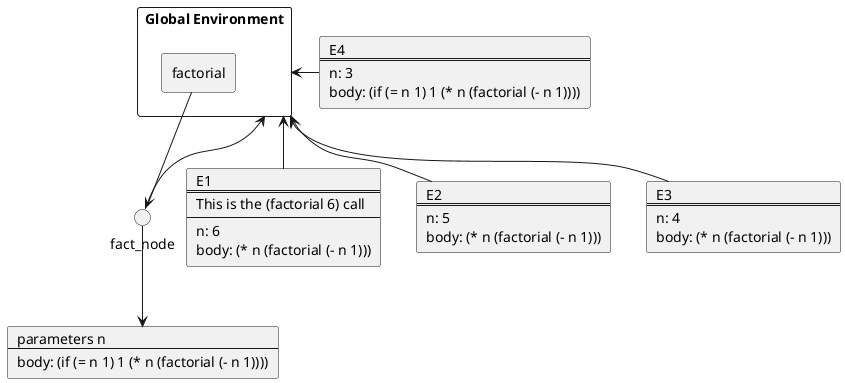 Global Environment
factorial
E4
n: 3
body: (if (= n 1) 1 (* n (factorial (- n 1))))
E1
This is the (factorial 6) call
n: 6
body: (* n (factorial (- n 1)))
E2
n: 5
body: (* n (factorial (- n 1)))
E3
n: 4
body: (* n (factorial (- n 1)))
fact_node
parameters n
body: (if (= n 1) 1 (* n (factorial (- n 1))))